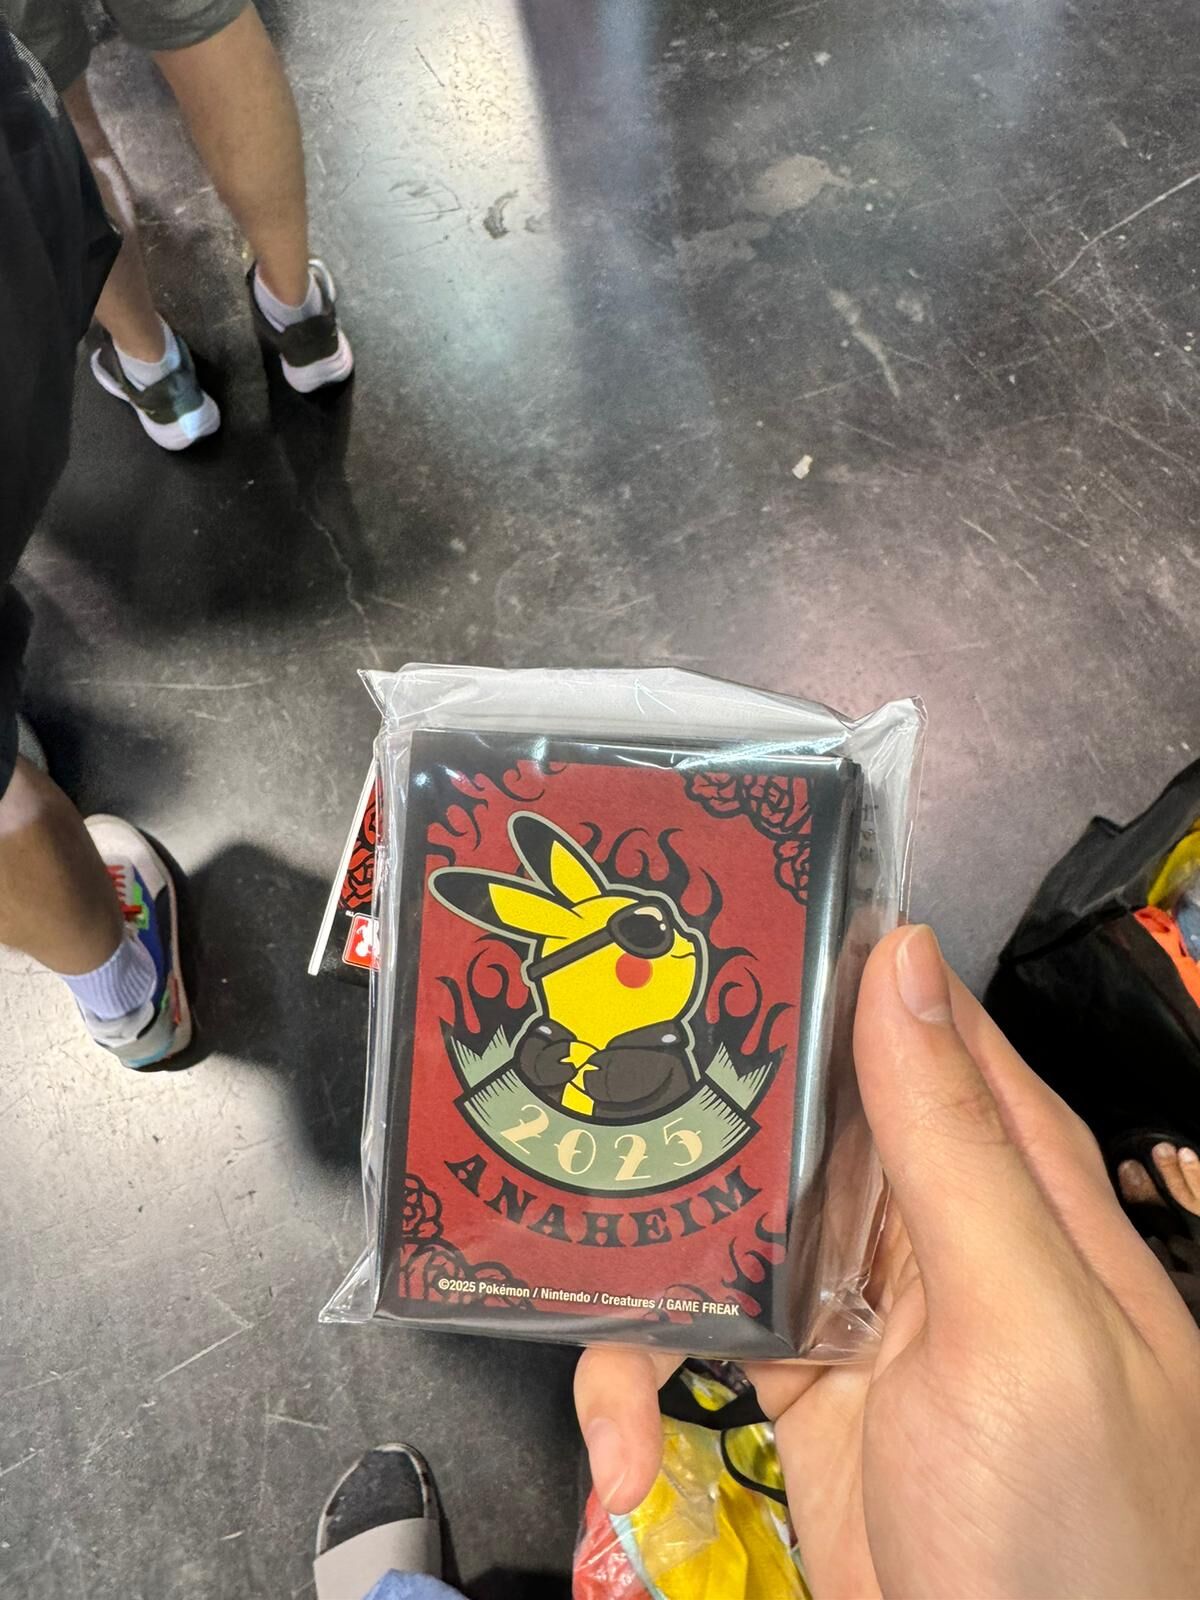 2025
ANAHEIM
©2025 Pokémon / Nintendo / Creatures / GAME FREAK